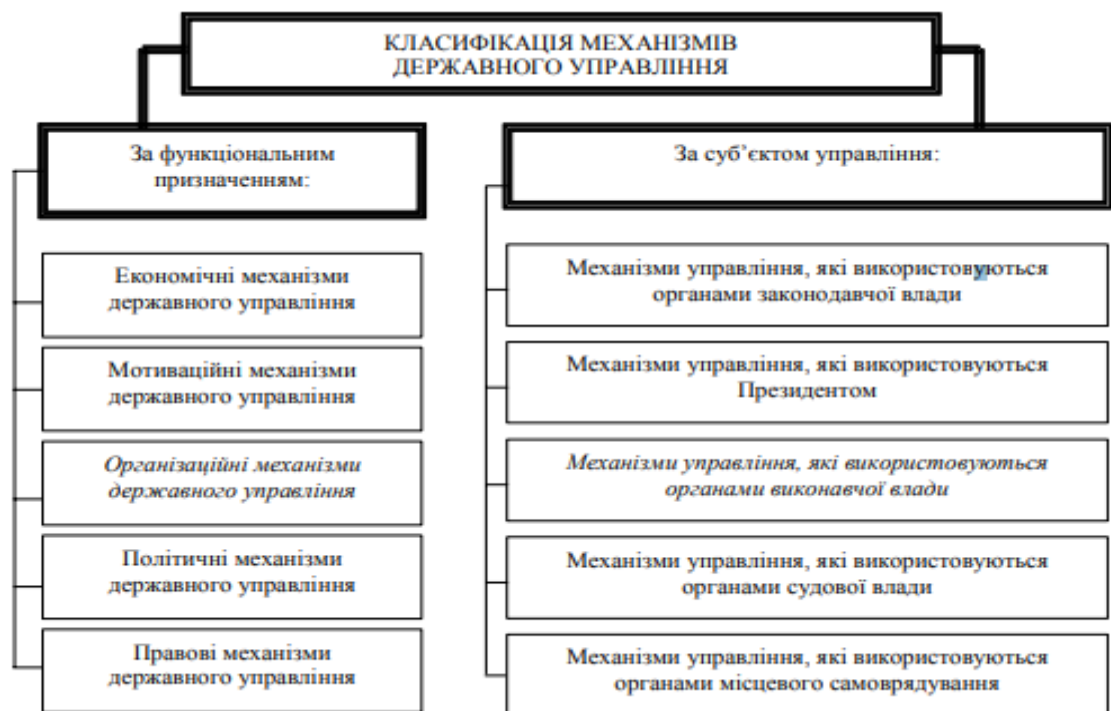 КЛАСИФІКАЦІЯ МЕХАНІЗМІВ
ДЕРЖАВНОГО УПРАВЛІННЯ
За функціональним
призначенням:
Економічні механізми
державного управління
Мотиваційні механізми
державного управління
Організаційні механізми
державного управління
Політичні механізми
державного управління
Правові механізми
державного управління
За суб’єктом управління:
Механізми управління, які використовуються
органами законодавчої влади
Механізми управління, які використовуються
Президентом
Механізми управління, які використовуються
органами виконавчої влади
Механізми управління, які використовуються
органами судової влади
Механізми управління, які використовуються
органами місцевого самоврядування